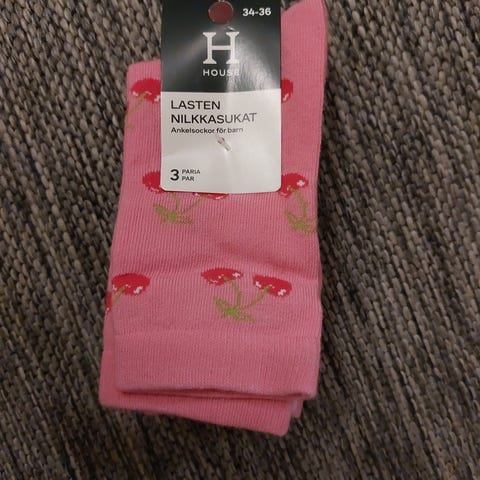 34-36
H
HOUSE
LASTEN
NILKKASUKAT
Ankelsockor för barn
3 PARIA
PAR